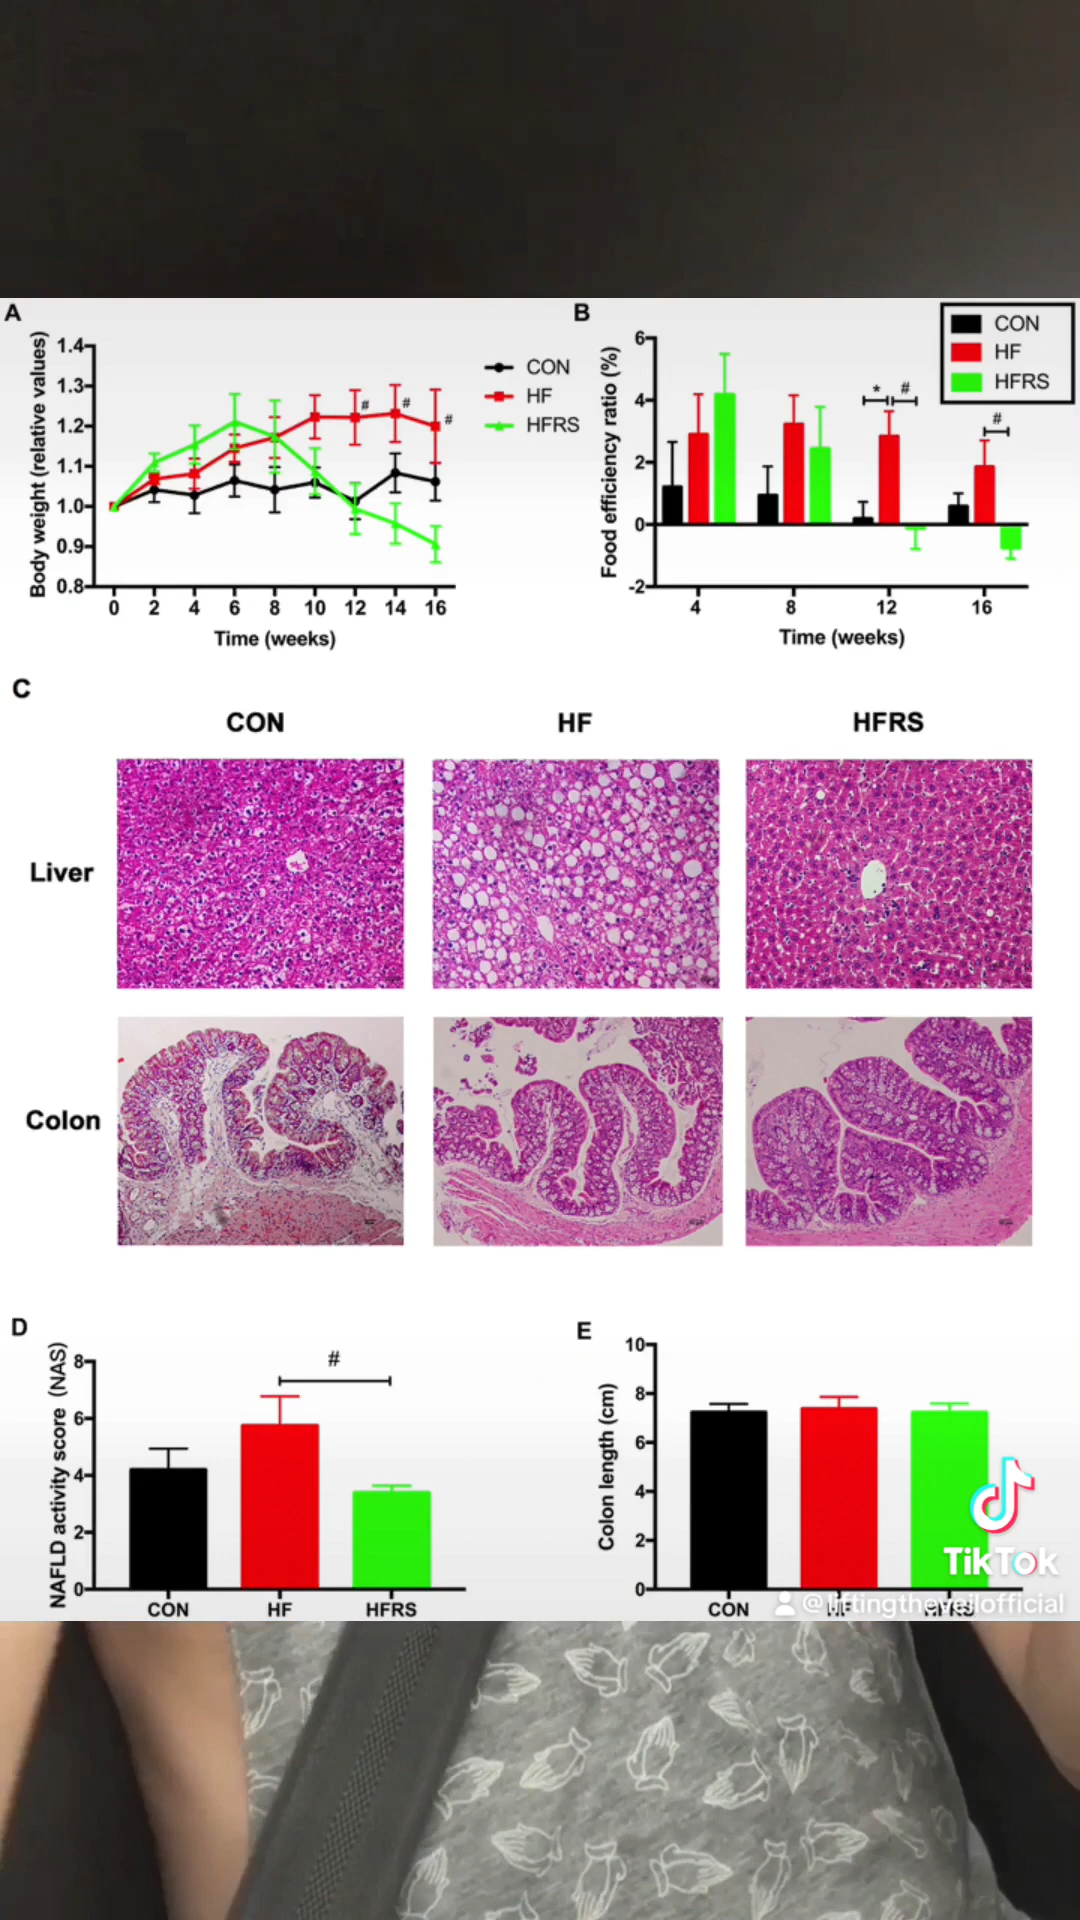 A
Body weight (relative values)
1.4
1.3
1.2
1.1
1.0
0.9
0.8
0 2 4 6 8 10 12 14 16
Time (weeks)
CON
HF
HFRS
# # #
B
Food efficiency ratio (%)
6
4
2
0
-2
4 8 12 16
Time (weeks)
CON
HF
HFRS
* # #
C
CON HF HFRS
Liver
Colon
D
NAFLD activity score (NAS)
8
6
4
2
0
#
CON HF HFRS
E
Colon length (cm)
10
8
6
4
2
0
CON HF HFRS
TikTok
@liftingtheveilofficial